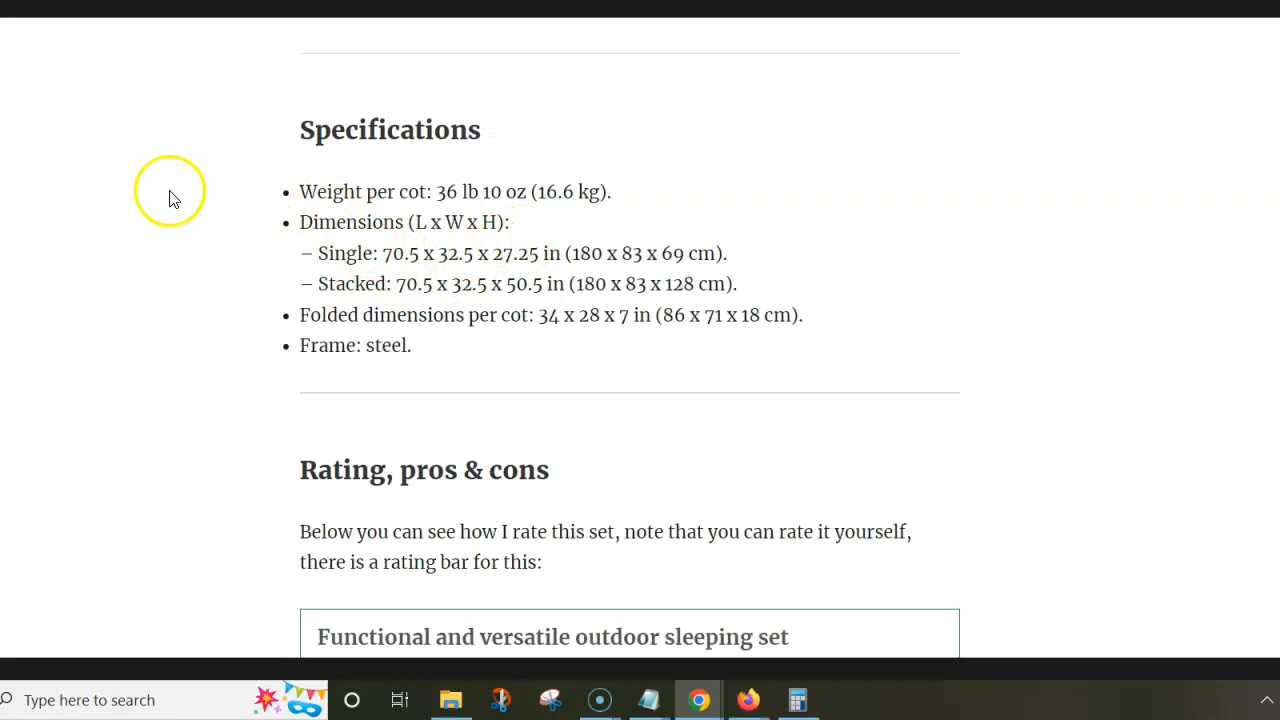 Specifications
• Weight per cot: 36 lb 10 oz (16.6 kg).
• Dimensions (L x W x H):
– Single: 70.5 x 32.5 x 27.25 in (180 x 83 x 69 cm).
– Stacked: 70.5 x 32.5 x 50.5 in (180 x 83 x 128 cm).
• Folded dimensions per cot: 34 x 28 x 7 in (86 x 71 x 18 cm).
• Frame: steel.
Rating, pros & cons
Below you can see how I rate this set, note that you can rate it yourself,
there is a rating bar for this:
Functional and versatile outdoor sleeping set
Type here to search